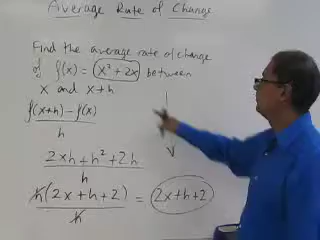 Average Rate of Change
Find the average rate of change
of f(x) = x² + 2x between
x and x+h
f(x+h) – f(x)
h
2xh + h² + 2h
h
h(2x + h + 2)
h
= 2x+h+2